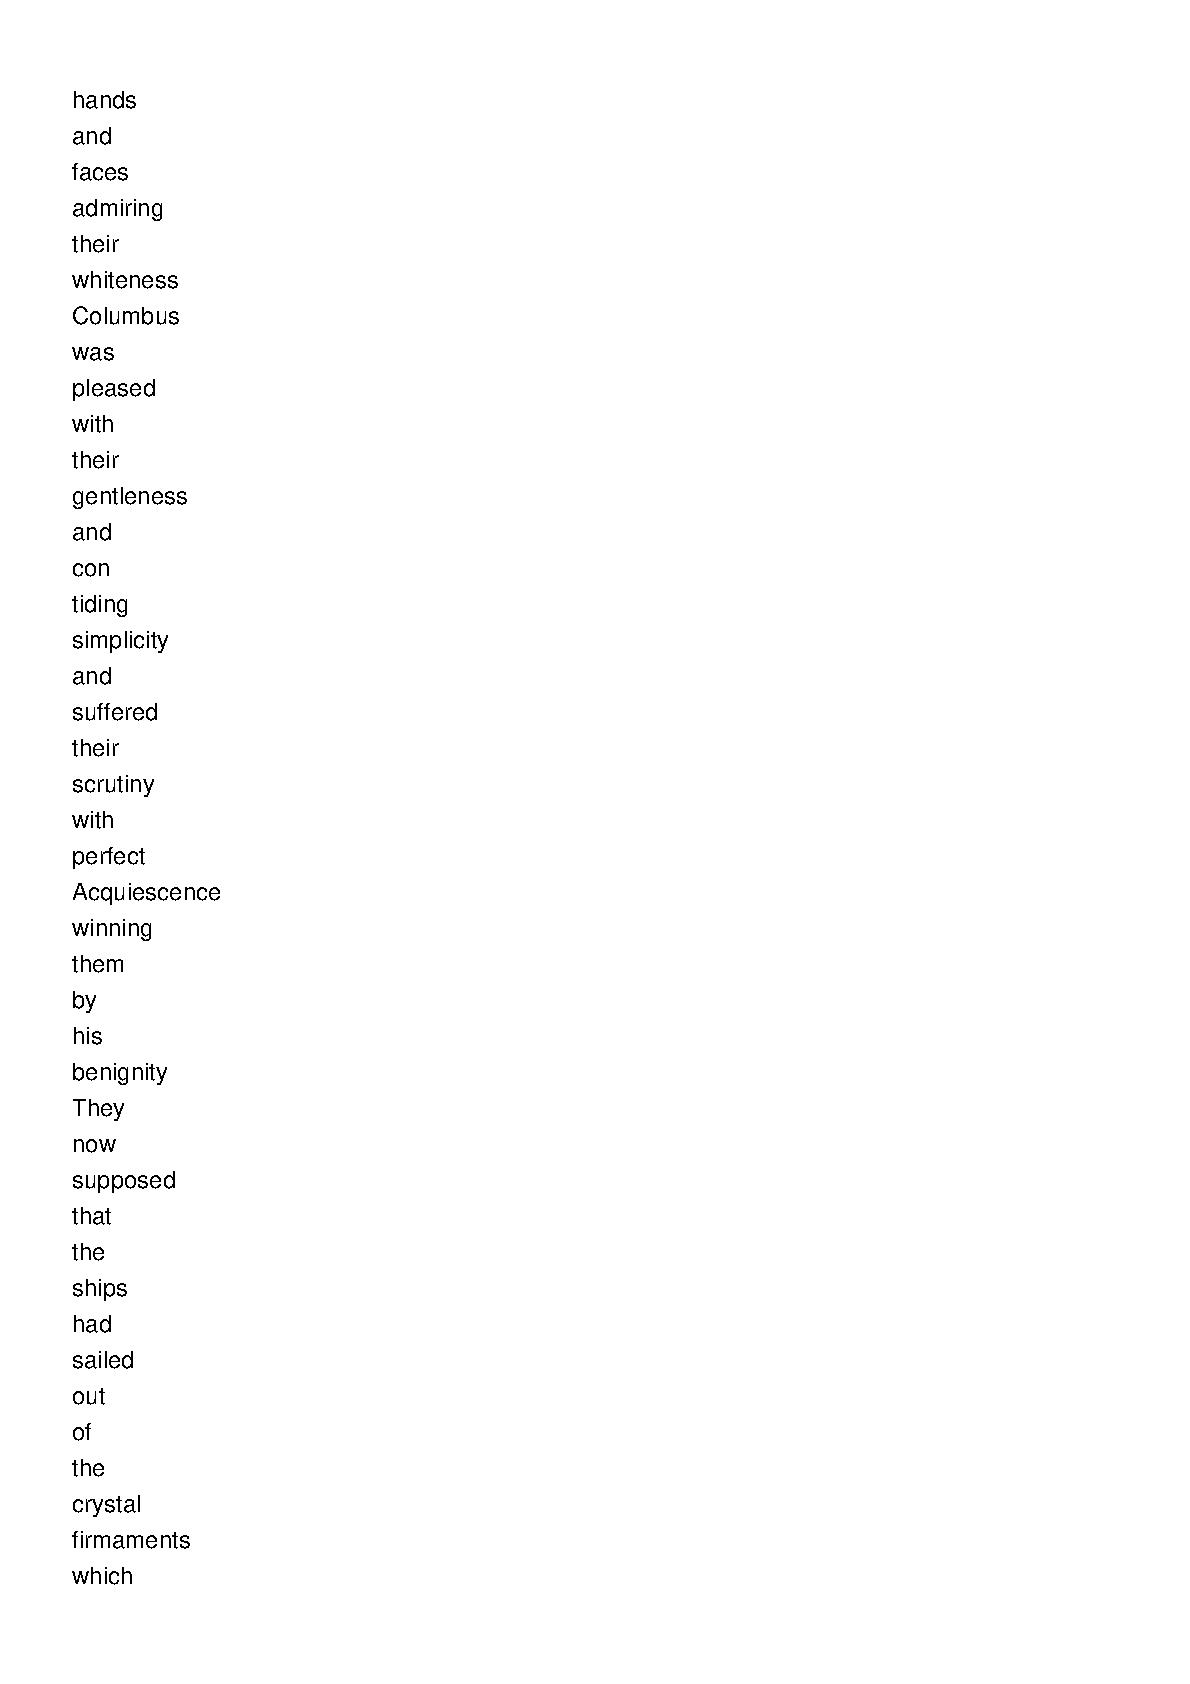 hands
and
faces
admiring
their
whiteness
Columbus
was
pleased
with
their
gentleness
and
con
tiding
simplicity
and
suffered
their
scrutiny
with
perfect
Acquiescence
winning
them
by
his
benignity
They
now
supposed
that
the
ships
had
sailed
out
of
the
crystal
firmaments
which